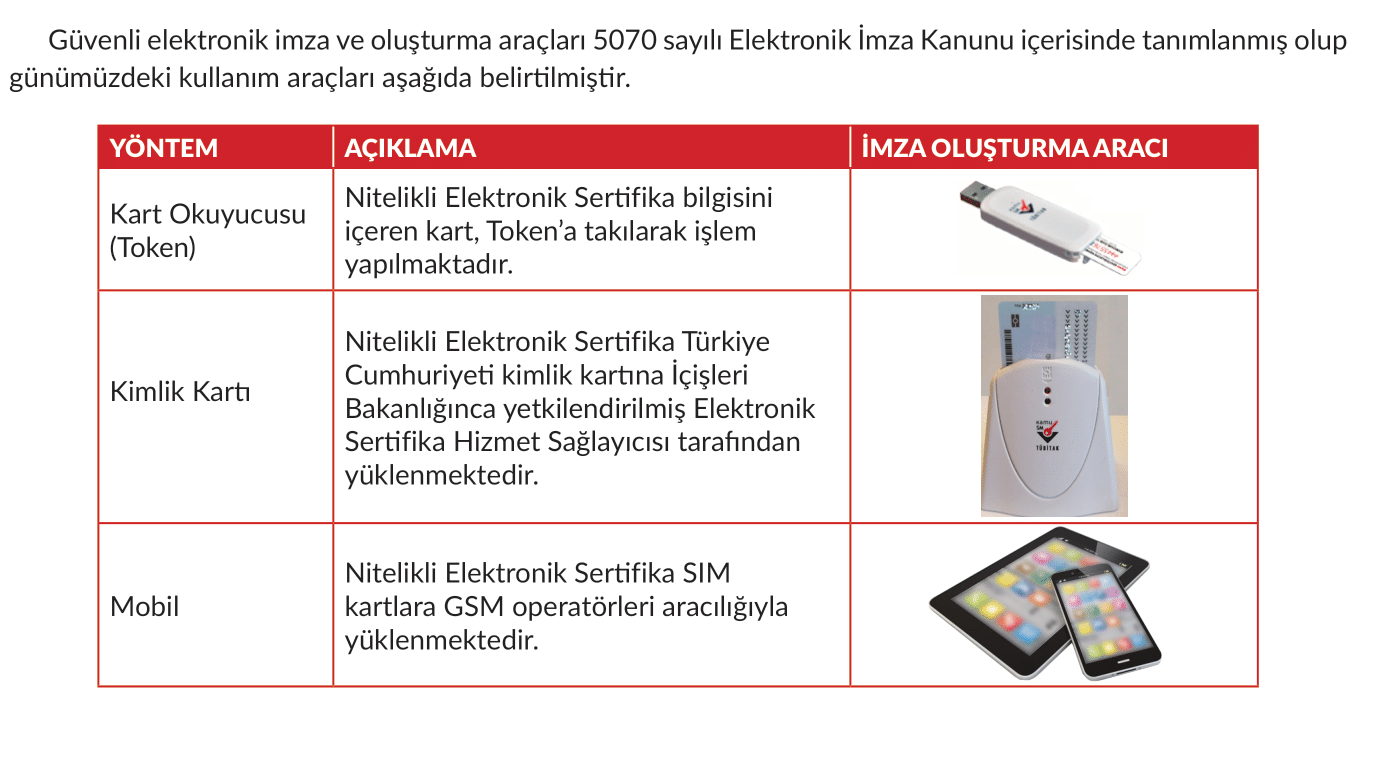 Güvenli elektronik imza ve oluşturma araçları 5070 sayılı Elektronik İmza Kanunu içerisinde tanımlanmış olup
günümüzdeki kullanım araçları aşağıda belirtilmiştir.
YÖNTEM
AÇIKLAMA
İMZA OLUŞTURMA ARACI
Kart Okuyucusu
(Token)
Nitelikli Elektronik Sertifika bilgisini
içeren kart, Token’a takılarak işlem
yapılmaktadır.
TÜBİTAK
Kimlik Kartı
Nitelikli Elektronik Sertifika Türkiye
Cumhuriyeti kimlik kartına İçişleri
Bakanlığınca yetkilendirilmiş Elektronik
Sertifika Hizmet Sağlayıcısı tarafından
yüklenmektedir.
kamu
SM
TÜBİTAK
Mobil
Nitelikli Elektronik Sertifika SIM
kartlara GSM operatörleri aracılığıyla
yüklenmektedir.